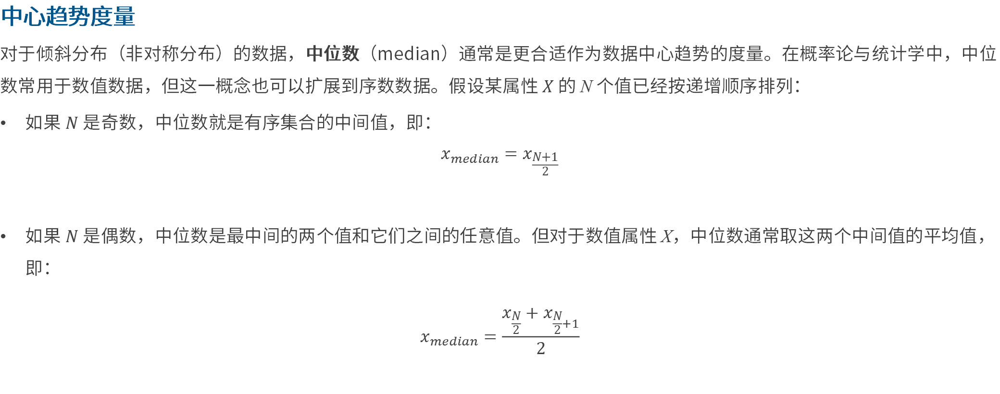 中心趋势度量
对于倾斜分布（非对称分布）的数据，中位数（median）通常是更合适作为数据中心趋势的度量。在概率论与统计学中，中位
数常用于数值数据，但这一概念也可以扩展到序数数据。假设某属性 X 的 N 个值已经按递增顺序排列：
• 如果 N 是奇数，中位数就是有序集合的中间值，即：
x_{median} = x_{\frac{N+1}{2}}
• 如果 N 是偶数，中位数是最中间的两个值和它们之间的任意值。但对于数值属性 X，中位数通常取这两个中间值的平均值，
即：
x_{median} = \frac{x_{\frac{N}{2}} + x_{\frac{N}{2}+1}}{2}